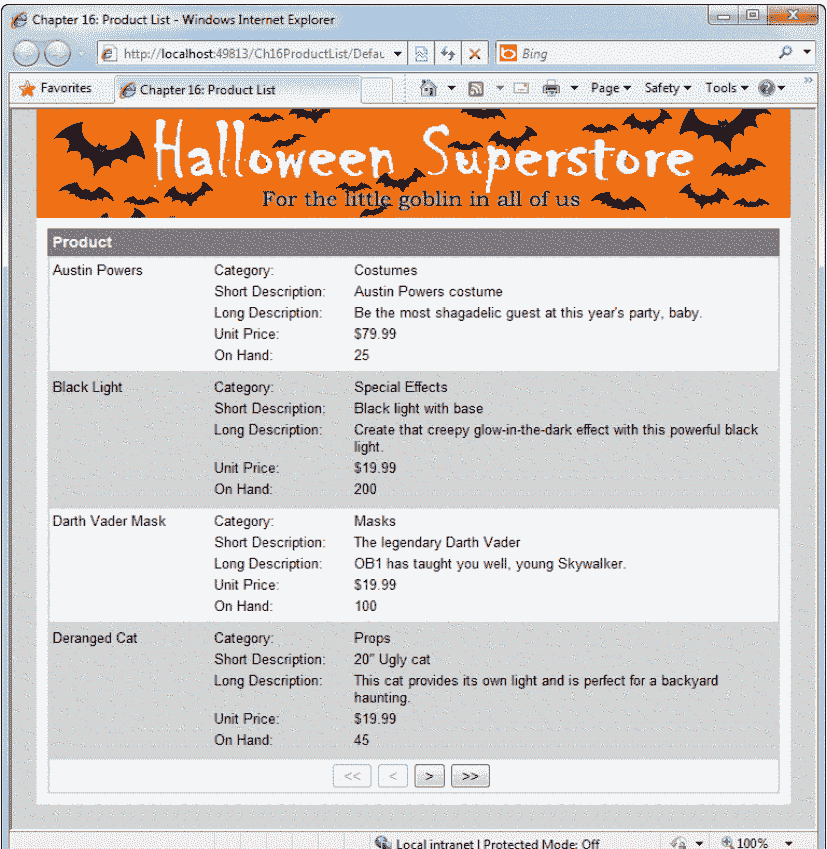 Chapter 16: Product List - Windows Internet Explorer
http://localhost:49813/Ch16ProductList/Defau
Bing
Favorites
Chapter 16: Product List
Page
Safety
Tools
Halloween Superstore
For the little goblin in all of us
Product
Austin Powers
Category: Costumes
Short Description: Austin Powers costume
Long Description: Be the most shagadelic guest at this year's party, baby.
Unit Price: $79.99
On Hand: 25
Black Light
Category: Special Effects
Short Description: Black light with base
Long Description: Create that creepy glow-in-the-dark effect with this powerful black
light.
Unit Price: $19.99
On Hand: 200
Darth Vader Mask
Category: Masks
Short Description: The legendary Darth Vader
Long Description: OB1 has taught you well, young Skywalker.
Unit Price: $19.99
On Hand: 100
Deranged Cat
Category: Props
Short Description: 20" Ugly cat
Long Description: This cat provides its own light and is perfect for a backyard
haunting.
Unit Price: $19.99
On Hand: 45
<< < > >>
Local intranet | Protected Mode: Off
100%